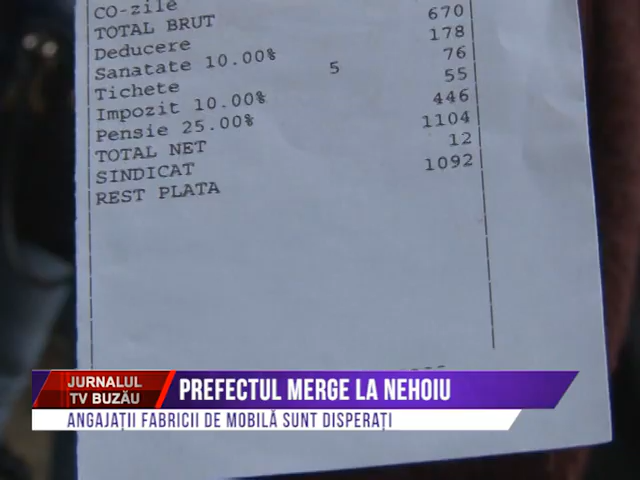 CO-zile
TOTAL BRUT
Deducere 670
Sanatate 10.00% 178
Tichete 5 76
Impozit 10.00% 55
Pensie 25.00% 446
TOTAL NET 1104
SINDICAT 12
REST PLATA 1092
JURNALUL
TV BUZĂU
PREFECTUL MERGE LA NEHOIU
ANGAJAȚII FABRICII DE MOBILĂ SUNT DISPERAȚI